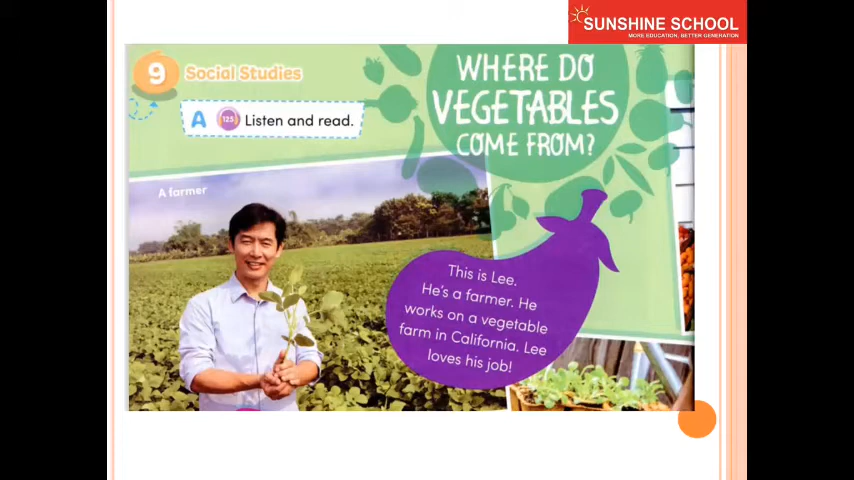 SUNSHINE SCHOOL
MORE EDUCATION, BETTER GENERATION
9 Social Studies
A 125 Listen and read.
WHERE DO
VEGETABLES
COME FROM?
A farmer
This is Lee.
He's a farmer. He
works on a vegetable
farm in California. Lee
loves his job!